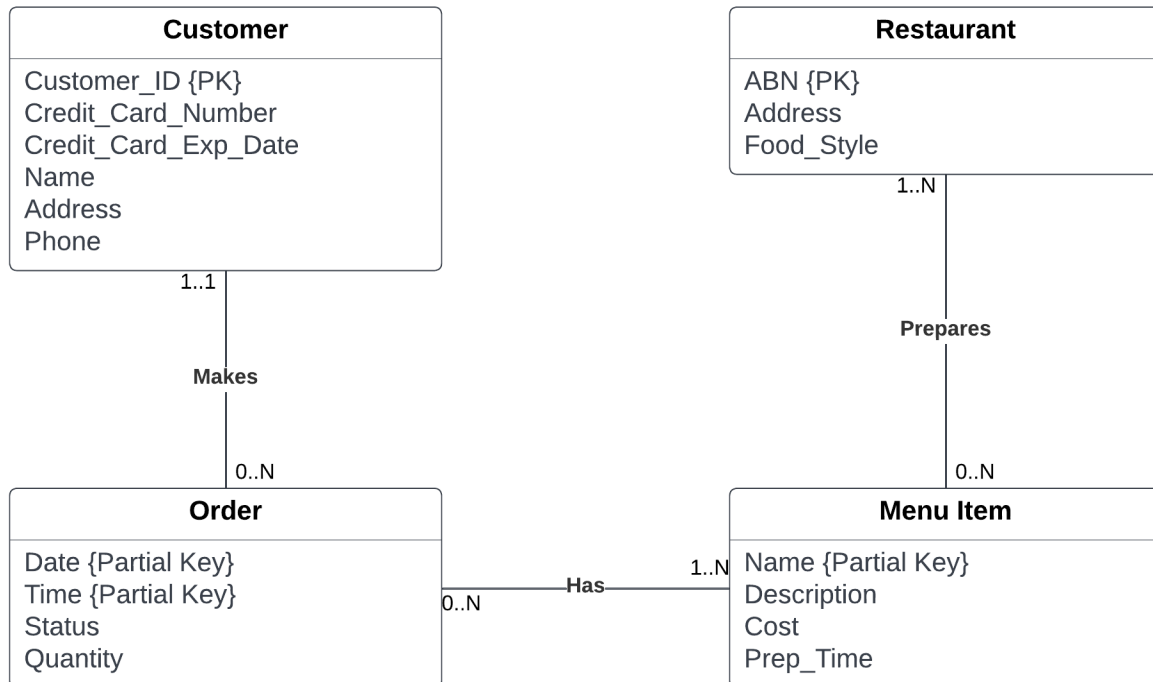 Customer
Customer_ID {PK}
Credit_Card_Number
Credit_Card_Exp_Date
Name
Address
Phone
Restaurant
ABN {PK}
Address
Food_Style
1..1
Makes
0..N
1..N
Prepares
0..N
Order
Date {Partial Key}
Time {Partial Key}
Status
Quantity
0..N
Has
1..N
Menu Item
Name {Partial Key}
Description
Cost
Prep_Time